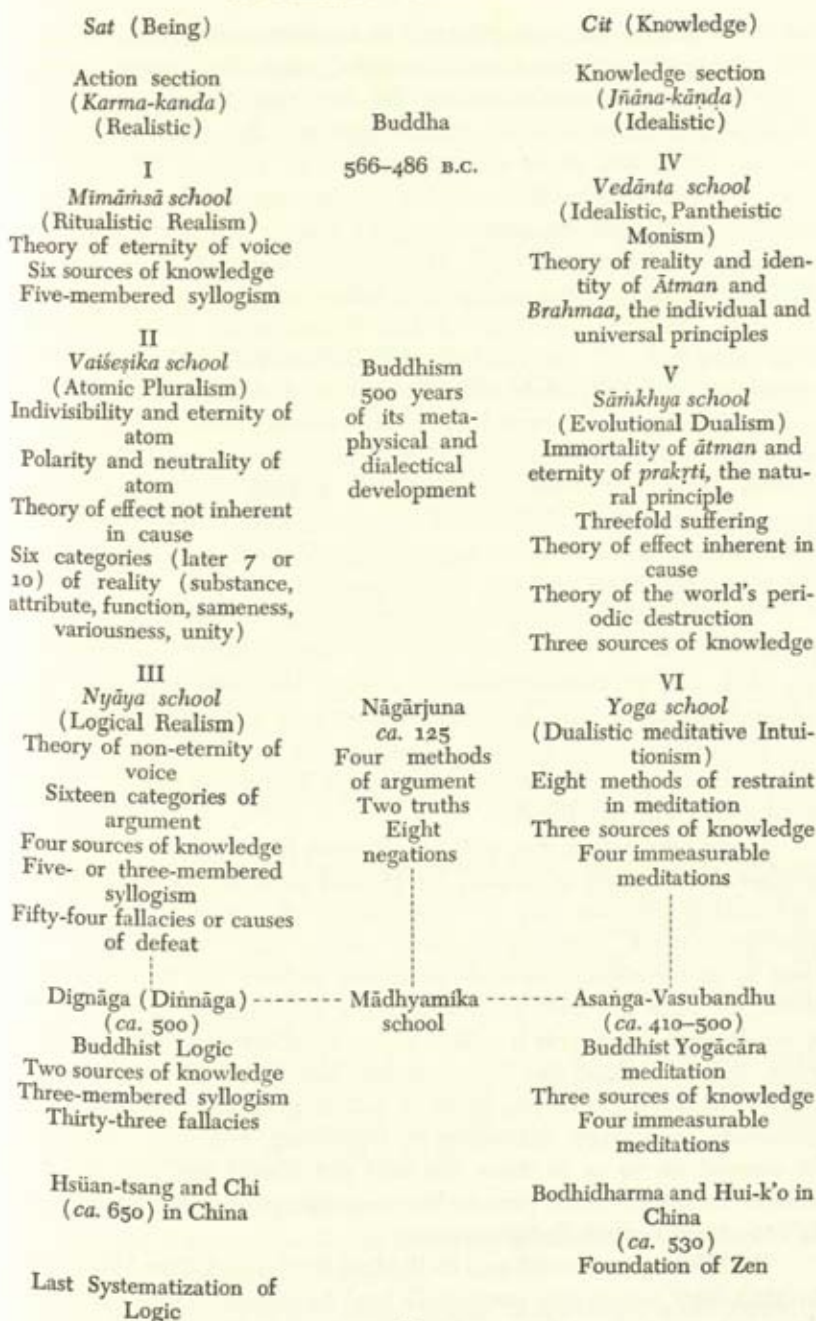 Sat (Being)
Action section
(Karma-kanda)
(Realistic)
I
Mīmāṁsā school
(Ritualistic Realism)
Theory of eternity of voice
Six sources of knowledge
Five-membered syllogism
II
Vaiśeṣika school
(Atomic Pluralism)
Indivisibility and eternity of
atom
Polarity and neutrality of
atom
Theory of effect not inherent
in cause
Six categories (later 7 or
10) of reality (substance,
attribute, function, sameness,
variousness, unity)
III
Nyāya school
(Logical Realism)
Theory of non-eternity of
voice
Sixteen categories of
argument
Four sources of knowledge
Five- or three-membered
syllogism
Fifty-four fallacies or causes
of defeat
Dignāga (Diṅnāga)
(ca. 500)
Buddhist Logic
Two sources of knowledge
Three-membered syllogism
Thirty-three fallacies
Hsüan-tsang and Chi
(ca. 650) in China
Last Systematization of
Logic
Buddha
566–486 B.C.
Buddhism
500 years
of its meta-
physical and
dialectical
development
Nāgārjuna
ca. 125
Four methods
of argument
Two truths
Eight
negations
Mādhyamika
school
Cit (Knowledge)
Knowledge section
(Jñâna-kāṇḍa)
(Idealistic)
IV
Vedānta school
(Idealistic, Pantheistic
Monism)
Theory of reality and iden-
tity of Ātman and
Brahmaa, the individual and
universal principles
V
Sāṁkhya school
(Evolutional Dualism)
Immortality of ātman and
eternity of prakṛti, the natu-
ral principle
Threefold suffering
Theory of effect inherent in
cause
Theory of the world's peri-
odic destruction
Three sources of knowledge
VI
Yoga school
(Dualistic meditative Intui-
tionism)
Eight methods of restraint
in meditation
Three sources of knowledge
Four immeasurable
meditations
Asaṅga-Vasubandhu
(ca. 410–500)
Buddhist Yogācāra
meditation
Three sources of knowledge
Four immeasurable
meditations
Bodhidharma and Hui-k'o in
China
(ca. 530)
Foundation of Zen